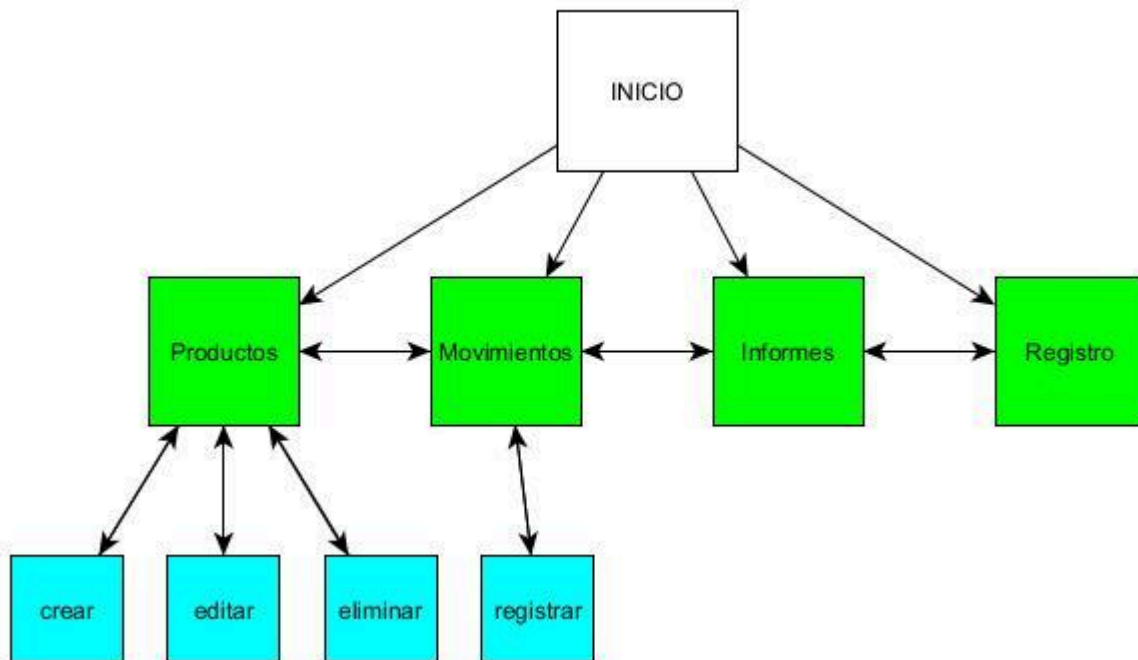 INICIO
Productos
Movimientos
Informes
Registro
crear
editar
eliminar
registrar